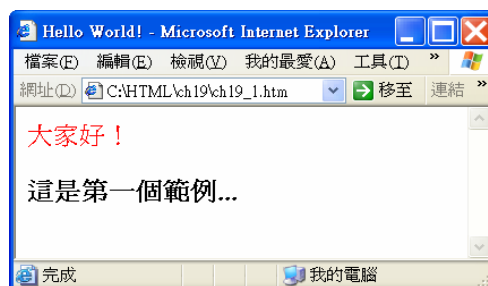 Hello World! - Microsoft Internet Explorer
檔案(F) 編輯(E) 檢視(V) 我的最愛(A) 工具(T) »
網址(D) C:\HTML\ch19\ch19_1.htm 移至 連結 »
大家好！
這是第一個範例...
完成 我的電腦